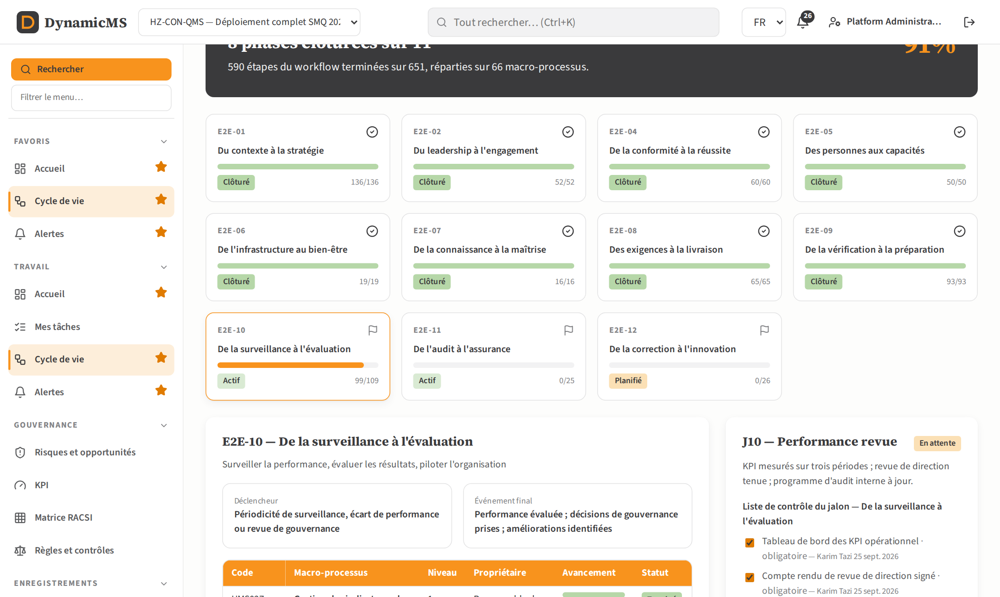 DynamicMS
HZ-CON-QMS — Déploiement complet SMQ 202
Tout rechercher… (Ctrl+K)
FR
26
Platform Administra…
Rechercher
Filtrer le menu…
FAVORIS
Accueil
Cycle de vie
Alertes
TRAVAIL
Accueil
Mes tâches
Cycle de vie
Alertes
GOUVERNANCE
Risques et opportunités
KPI
Matrice RACSI
Règles et contrôles
ENREGISTREMENTS
8 phases clôturées sur 11
91%
590 étapes du workflow terminées sur 651, réparties sur 66 macro-processus.
E2E-01
Du contexte à la stratégie
Clôturé 136/136
E2E-02
Du leadership à l'engagement
Clôturé 52/52
E2E-04
De la conformité à la réussite
Clôturé 60/60
E2E-05
Des personnes aux capacités
Clôturé 50/50
E2E-06
De l'infrastructure au bien-être
Clôturé 19/19
E2E-07
De la connaissance à la maîtrise
Clôturé 16/16
E2E-08
Des exigences à la livraison
Clôturé 65/65
E2E-09
De la vérification à la préparation
Clôturé 93/93
E2E-10
De la surveillance à l'évaluation
Actif 99/109
E2E-11
De l'audit à l'assurance
Actif 0/25
E2E-12
De la correction à l'innovation
Planifié 0/26
E2E-10 — De la surveillance à l'évaluation
Surveiller la performance, évaluer les résultats, piloter l'organisation
Déclencheur
Périodicité de surveillance, écart de performance
ou revue de gouvernance
Événement final
Performance évaluée ; décisions de gouvernance
prises ; améliorations identifiées
Code Macro-processus Niveau Propriétaire Avancement Statut
J10 — Performance revue
En attente
KPI mesurés sur trois périodes ; revue de direction
tenue ; programme d'audit interne à jour.
Liste de contrôle du jalon — De la surveillance à
l'évaluation
Tableau de bord des KPI opérationnel ·
obligatoire — Karim Tazi 25 sept. 2026
Compte rendu de revue de direction signé ·
obligatoire — Karim Tazi 25 sept. 2026